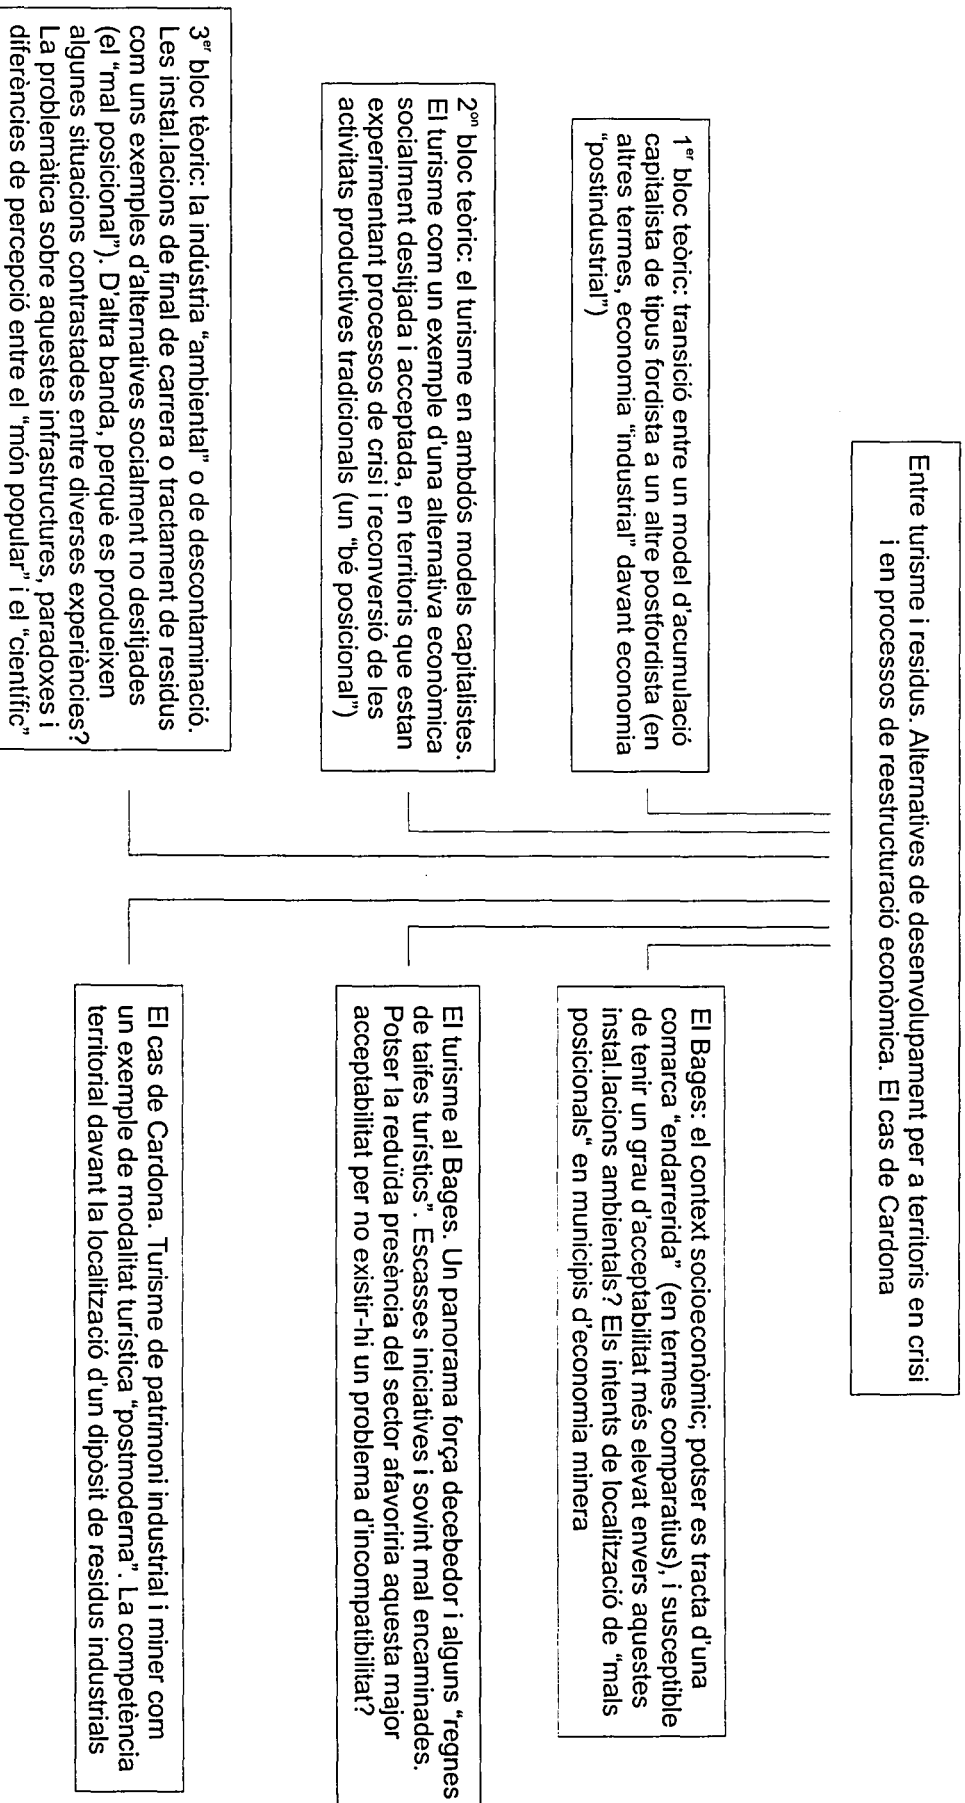 Entre turisme i residus. Alternatives de desenvolupament per a territoris en crisi
i en processos de reestructuració econòmica. El cas de Cardona
1er bloc teòric: transició entre un model d'acumulació
capitalista de tipus fordista a un altre postfordista (en
altres termes, economia "industrial" davant economia
"postindustrial")
2on bloc teòric: el turisme en ambdós models capitalistes.
El turisme com un exemple d'una alternativa econòmica
socialment desitjada i acceptada, en territoris que estan
experimentant processos de crisi i reconversió de les
activitats productives tradicionals (un "bé posicional")
3er bloc tèoric: la indústria "ambiental" o de descontaminació.
Les instal.lacions de final de carrera o tractament de residus
com uns exemples d'alternatives socialment no desitjades
(el "mal posicional"). D'altra banda, perquè es produeixen
algunes situacions contrastades entre diverses experiències?
La problemàtica sobre aquestes infrastructures, paradoxes i
diferències de percepció entre el "món popular" i el "científic"
El Bages: el context socioeconòmic; potser es tracta d'una
comarca "endarrerida" (en termes comparatius), i susceptible
de tenir un grau d'acceptabilitat més elevat envers aquestes
instal.lacions ambientals? Els intents de localització de "mals
posicionals" en municipis d'economia minera
El turisme al Bages. Un panorama força decebedor i alguns "regnes
de taifes turístics". Escasses iniciatives i sovint mal encaminades.
Potser la reduïda presència del sector afavoriria aquesta major
acceptabilitat per no existir-hi un problema d'incompatibilitat?
El cas de Cardona. Turisme de patrimoni industrial i miner com
un exemple de modalitat turística "postmoderna". La competència
territorial davant la localització d'un dipòsit de residus industrials